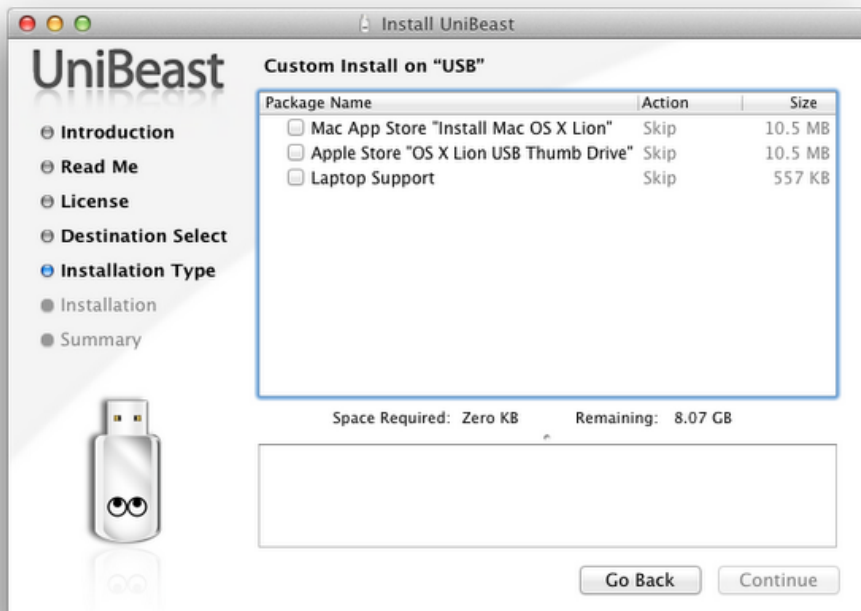 Install UniBeast
UniBeast
Introduction
Read Me
License
Destination Select
Installation Type
Installation
Summary
Custom Install on “USB”
Package Name Action Size
Mac App Store "Install Mac OS X Lion" Skip 10.5 MB
Apple Store "OS X Lion USB Thumb Drive" Skip 10.5 MB
Laptop Support Skip 557 KB
Space Required: Zero KB Remaining: 8.07 GB
Go Back Continue